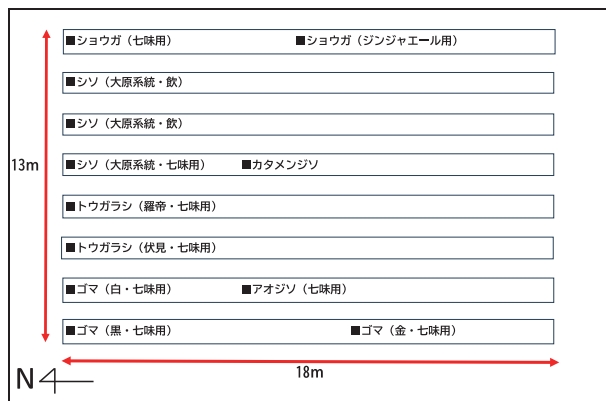 ■ショウガ（七味用） ■ショウガ（ジンジャエール用）
■シソ（大原系統・飲）
■シソ（大原系統・飲）
13m
■シソ（大原系統・七味用） ■カタメンジソ
■トウガラシ（羅帝・七味用）
■トウガラシ（伏見・七味用）
■ゴマ（白・七味用） ■アオジソ（七味用）
■ゴマ（黒・七味用） ■ゴマ（金・七味用）
18m
N